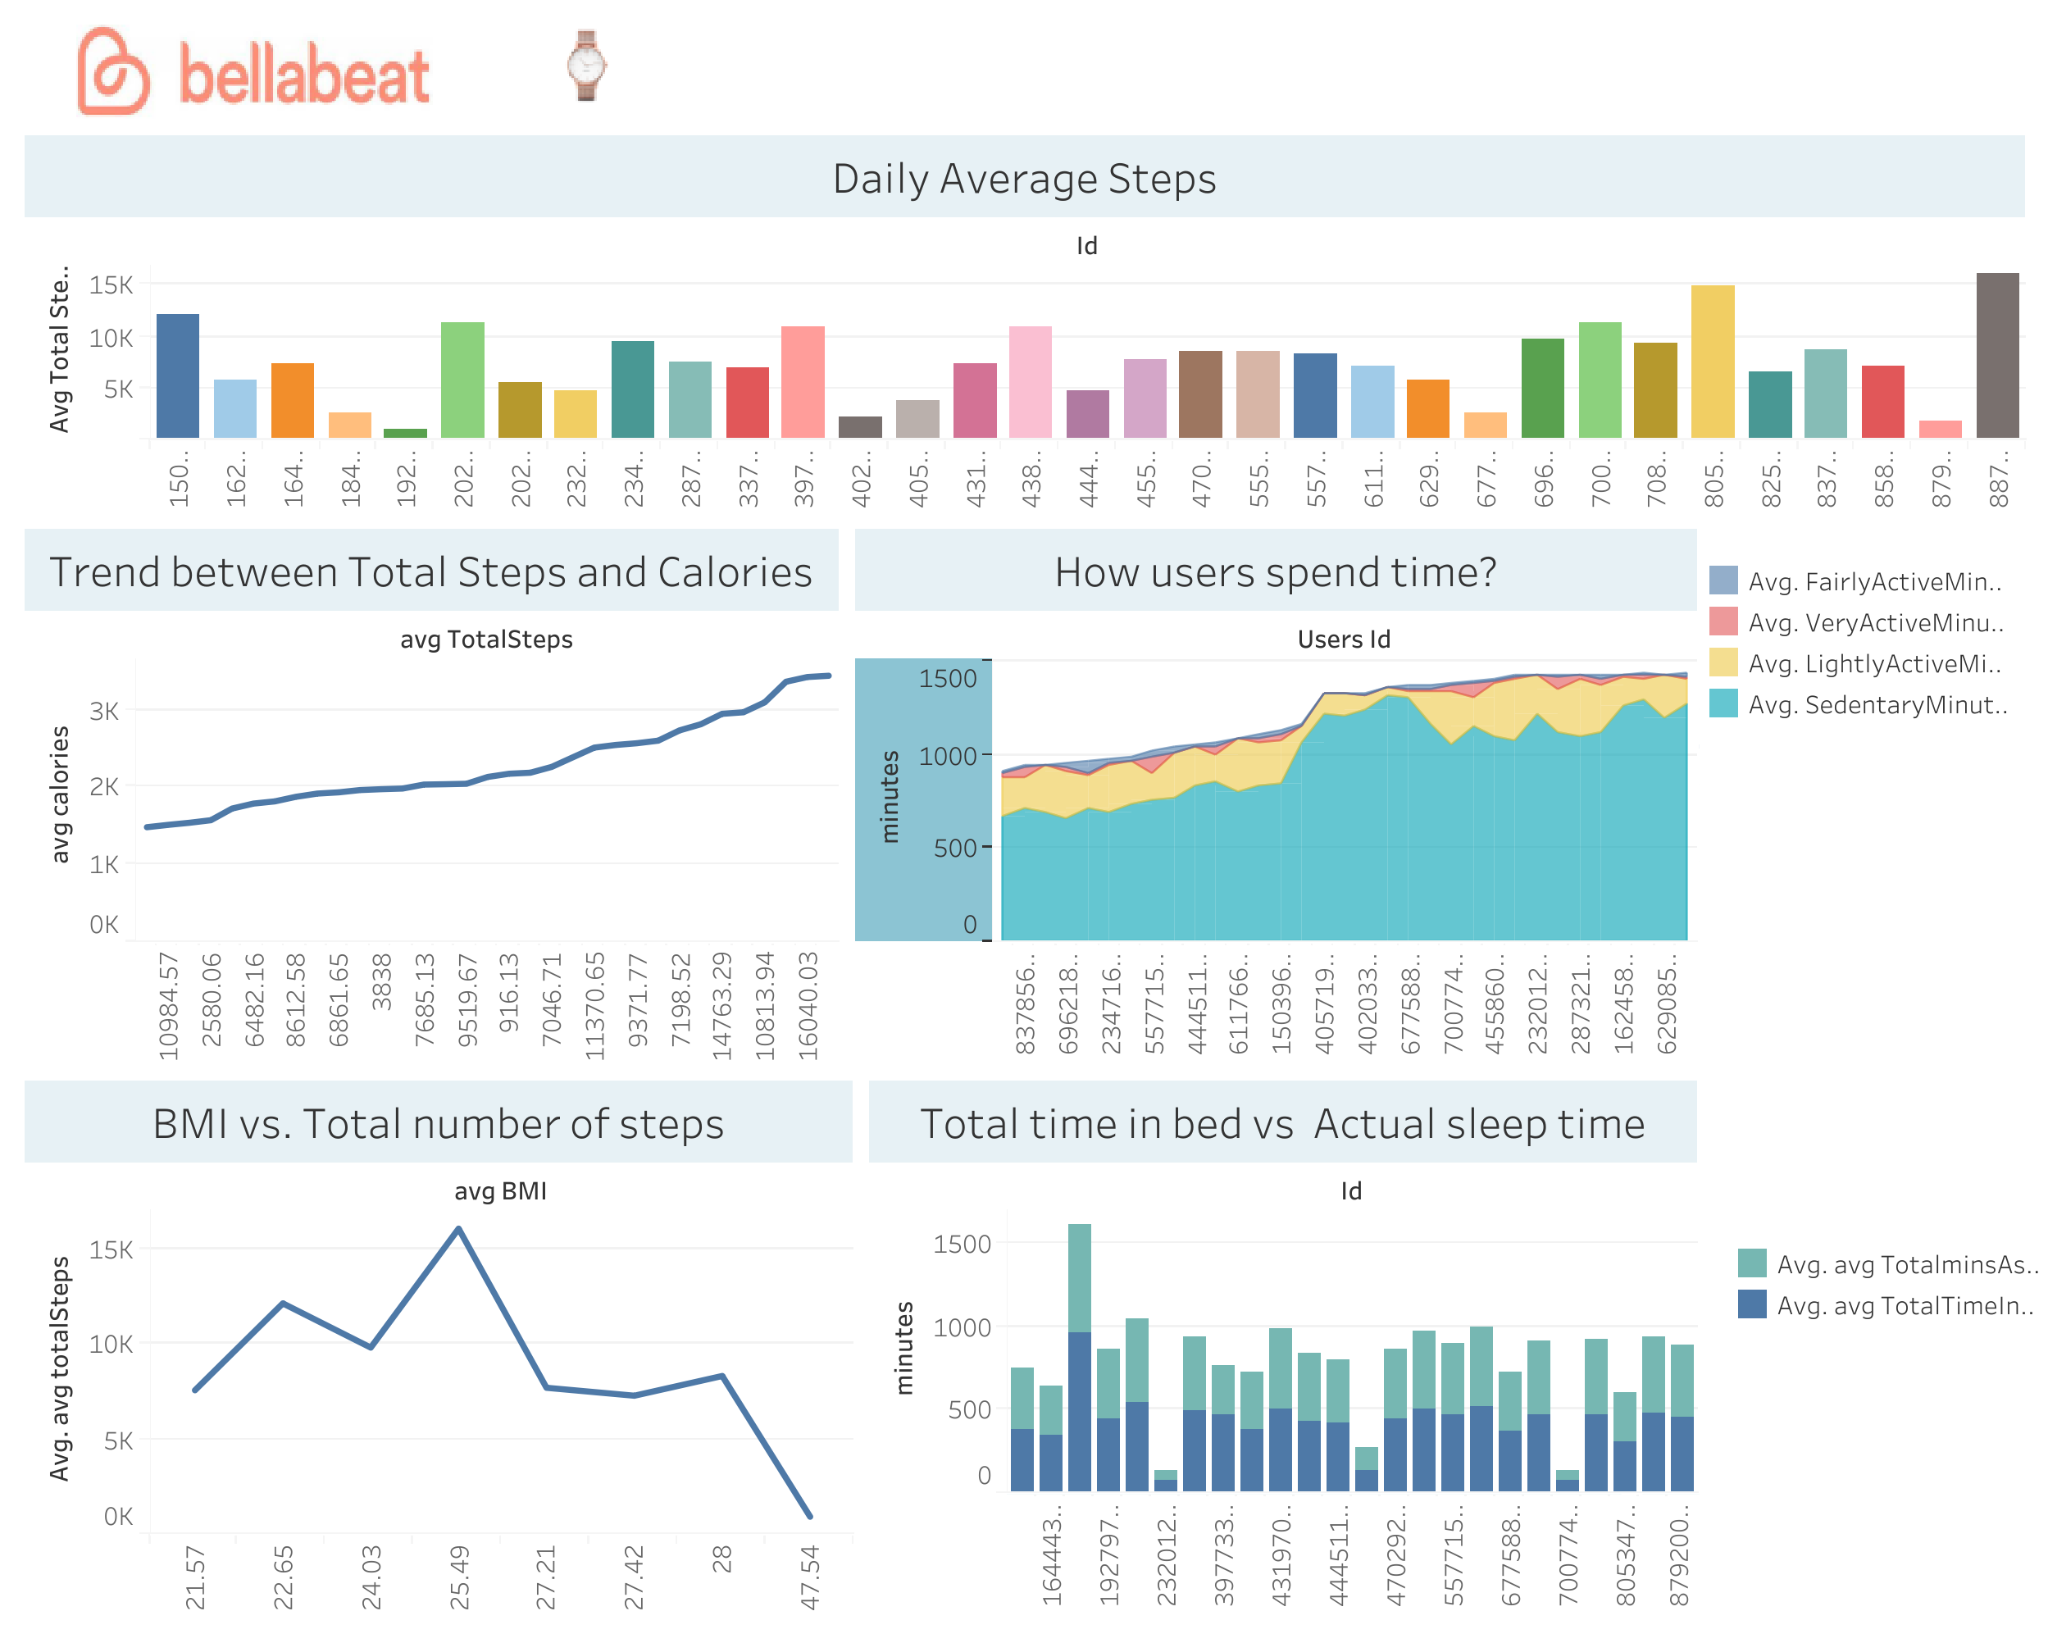 bellabeat
Daily Average Steps
Id
Avg Total Ste..
15K
10K
5K
150.. 162.. 164.. 184.. 192.. 202.. 202.. 232.. 234.. 287.. 337.. 397.. 402.. 405.. 431.. 438.. 444.. 455.. 470.. 555.. 557.. 611.. 629.. 677.. 696.. 700.. 708.. 805.. 825.. 837.. 858.. 879.. 887..
Trend between Total Steps and Calories
avg TotalSteps
avg calories
3K
2K
1K
0K
10984.57 2580.06 6482.16 8612.58 6861.65 3838 7685.13 9519.67 916.13 7046.71 11370.65 9371.77 7198.52 14763.29 10813.94 16040.03
How users spend time?
Users Id
minutes
1500
1000
500
0
837856.. 696218.. 234716.. 557715.. 444511.. 611766.. 150396.. 405719.. 402033.. 677588.. 700774.. 455860.. 232012.. 287321.. 162458.. 629085..
Avg. FairlyActiveMin..
Avg. VeryActiveMinu..
Avg. LightlyActiveMi..
Avg. SedentaryMinut..
BMI vs. Total number of steps
avg BMI
Avg. avg totalSteps
15K
10K
5K
0K
21.57 22.65 24.03 25.49 27.21 27.42 28 47.54
Total time in bed vs  Actual sleep time
Id
minutes
1500
1000
500
0
164443.. 192797.. 232012.. 397733.. 431970.. 444511.. 470292.. 557715.. 677588.. 700774.. 805347.. 879200..
Avg. avg TotalminsAs..
Avg. avg TotalTimeIn..